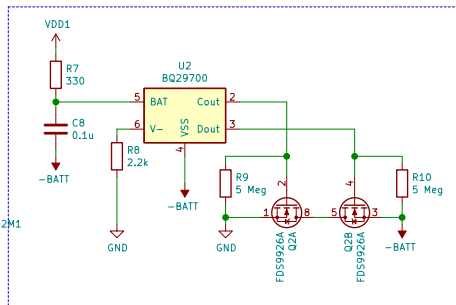 VDD1
R7
330
U2
BQ29700
5
BAT
Cout
2
C8
0.1u
6
V-
VSS
Dout
3
4
R8
2.2k
-BATT
-BATT
R9
5 Meg
2
4
R10
5 Meg
2M1
1
8
5
3
GND
GND
FDS9926A
Q2A
Q2B
FDS9926A
-BATT